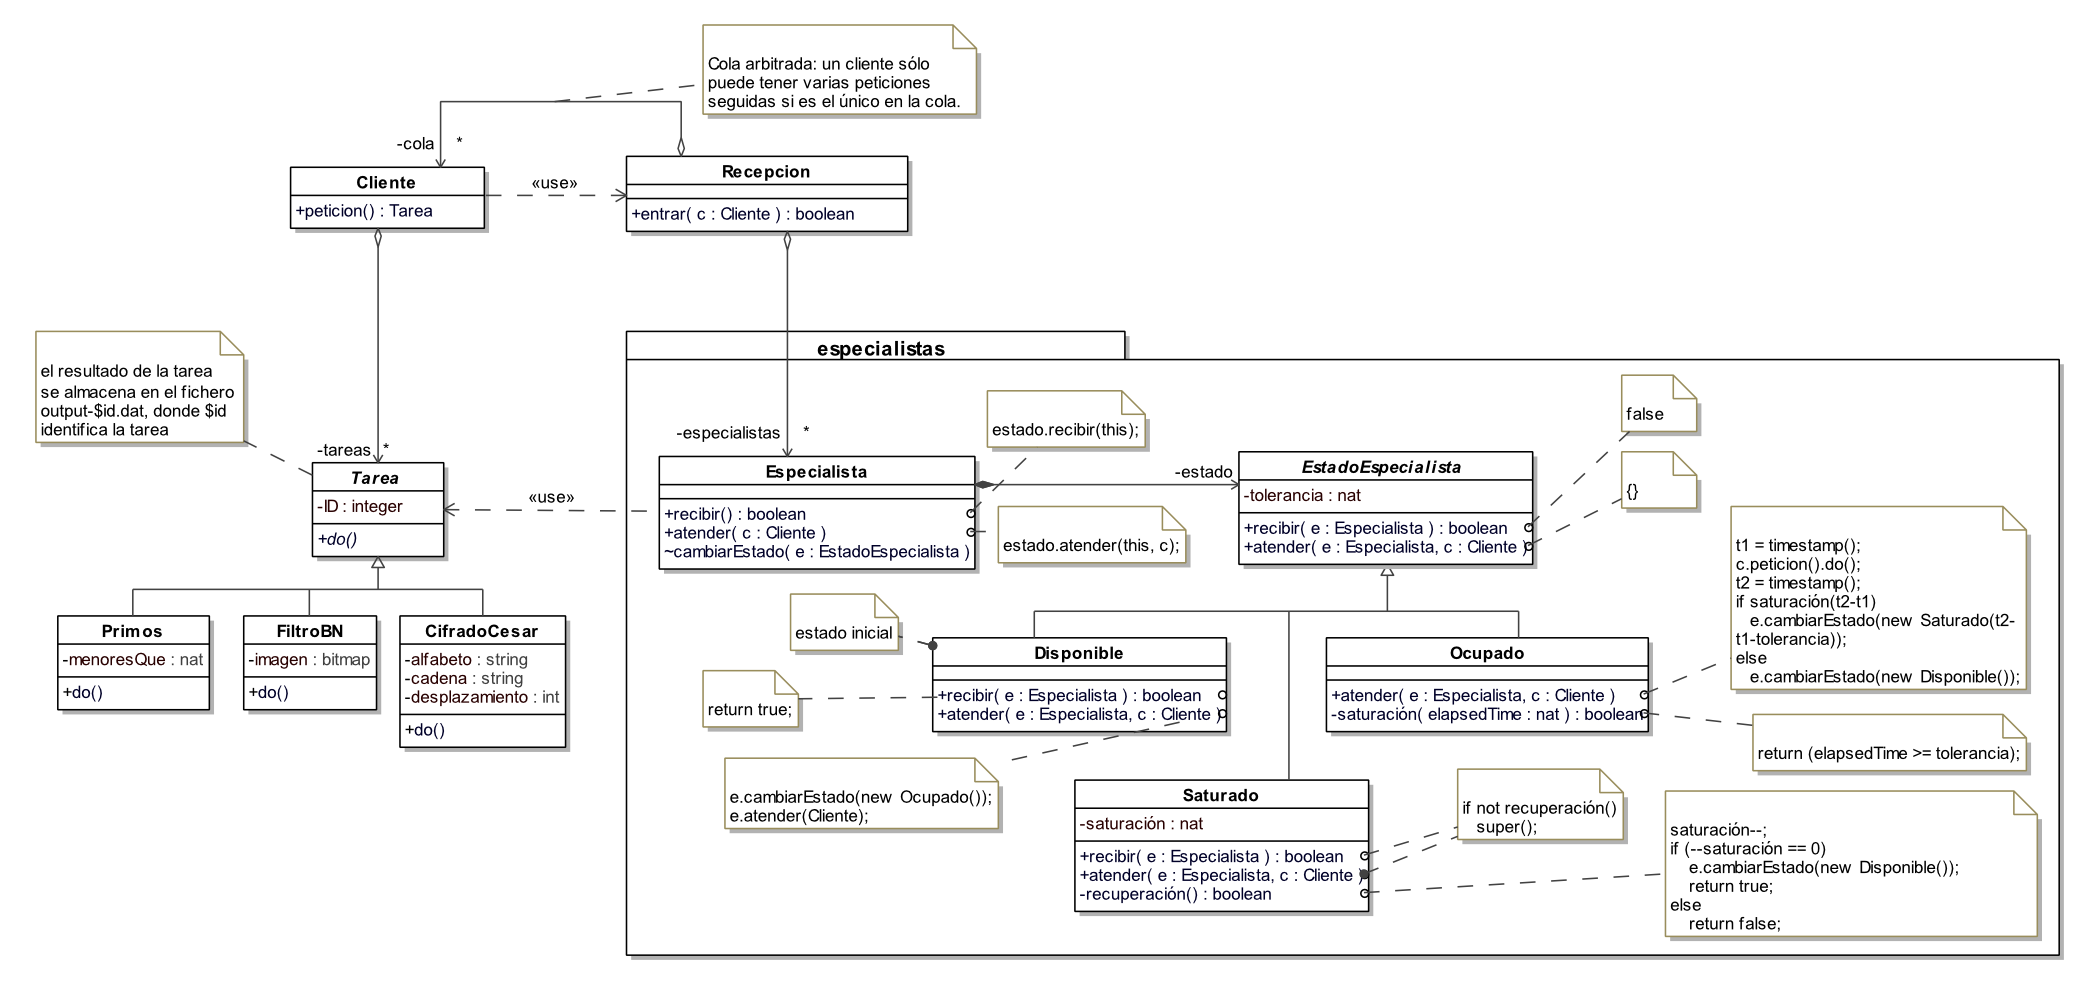 Cola arbitrada: un cliente sólo
puede tener varias peticiones
seguidas si es el único en la cola.
-cola
*
Cliente
+peticion() : Tarea
«use»
Recepcion
+entrar( c : Cliente ) : boolean
el resultado de la tarea
se almacena en el fichero
output-$id.dat, donde $id
identifica la tarea
-tareas
*
Tarea
-ID : integer
+do()
«use»
Primos
-menoresQue : nat
+do()
FiltroBN
-imagen : bitmap
+do()
CifradoCesar
-alfabeto : string
-cadena : string
-desplazamiento : int
+do()
especialistas
-especialistas
*
Especialista
+recibir() : boolean
+atender( c : Cliente )
~cambiarEstado( e : EstadoEspecialista )
estado.recibir(this);
estado.atender(this, c);
-estado
EstadoEspecialista
-tolerancia : nat
+recibir( e : Especialista ) : boolean
+atender( e : Especialista, c : Cliente )
false
{}
estado inicial
return true;
Disponible
+recibir( e : Especialista ) : boolean
+atender( e : Especialista, c : Cliente )
e.cambiarEstado(new Ocupado());
e.atender(Cliente);
Ocupado
+atender( e : Especialista, c : Cliente )
-saturación( elapsedTime : nat ) : boolean
t1 = timestamp();
c.peticion().do();
t2 = timestamp();
if saturación(t2-t1)
e.cambiarEstado(new Saturado(t2-
t1-tolerancia));
else
e.cambiarEstado(new Disponible());
return (elapsedTime >= tolerancia);
Saturado
-saturación : nat
+recibir( e : Especialista ) : boolean
+atender( e : Especialista, c : Cliente )
-recuperación() : boolean
if not recuperación()
super();
saturación--;
if (--saturación == 0)
e.cambiarEstado(new Disponible());
return true;
else
return false;